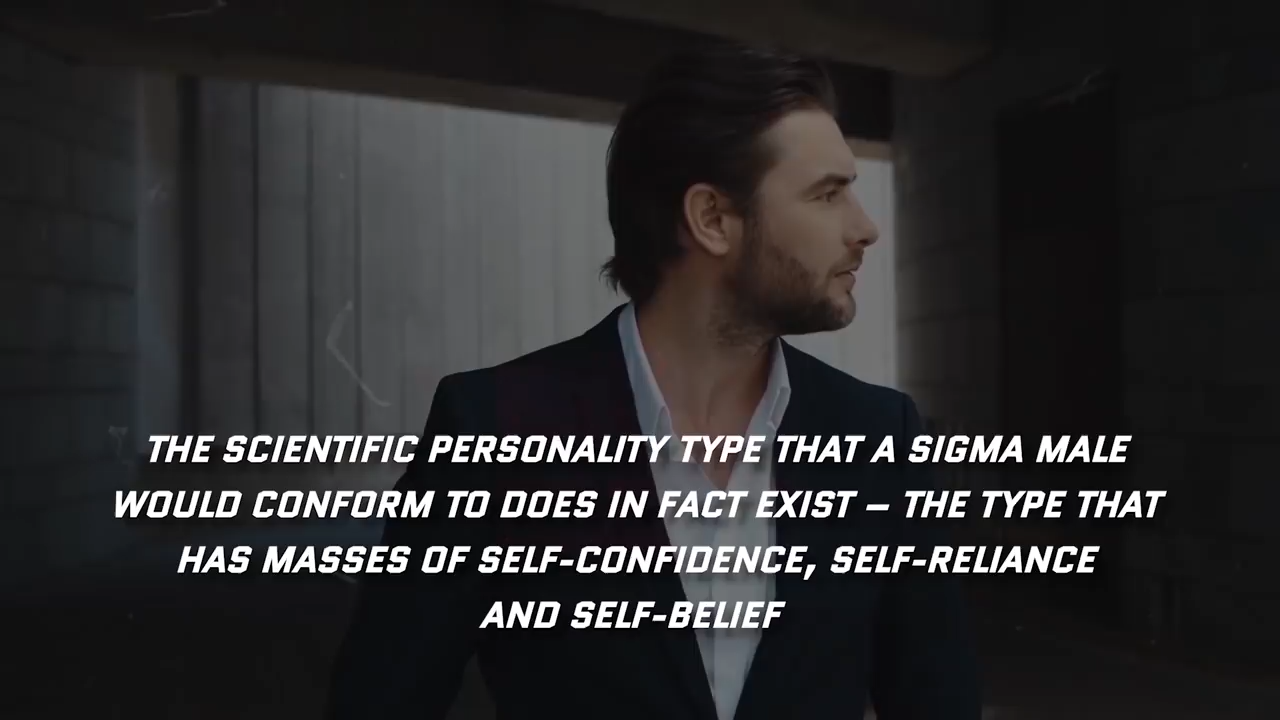 THE SCIENTIFIC PERSONALITY TYPE THAT A SIGMA MALE
WOULD CONFORM TO DOES IN FACT EXIST – THE TYPE THAT
HAS MASSES OF SELF-CONFIDENCE, SELF-RELIANCE
AND SELF-BELIEF